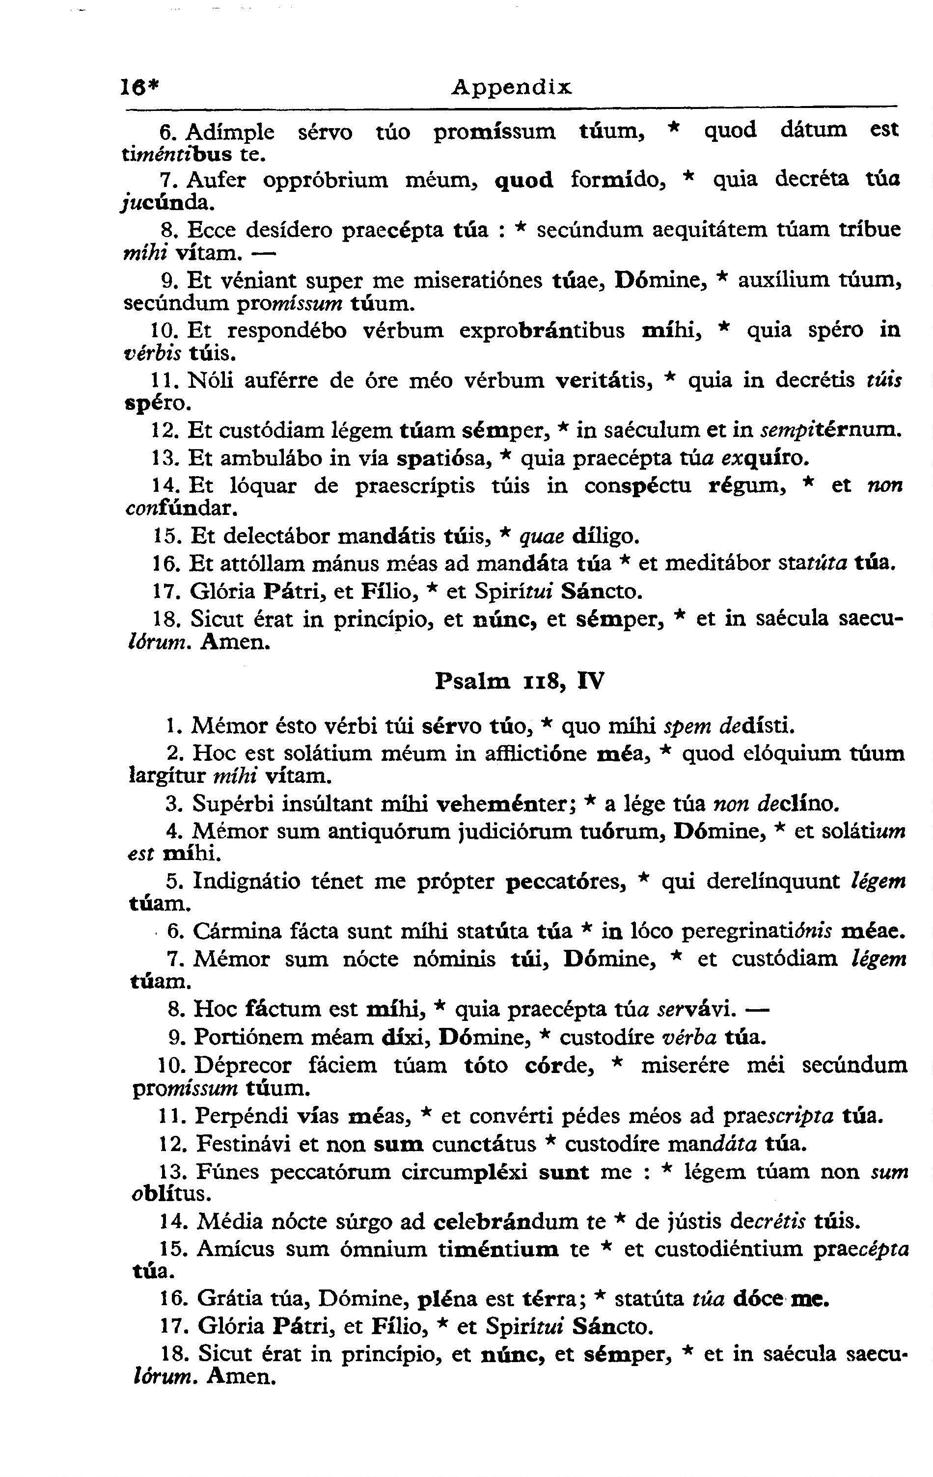 16* Appendix
6. Adímple sérvo túo promíssum túum, * quod dátum est
timéntibus te.
7. Aufer oppróbrium méum, quod formído, * quia decréta túa
jucúnda.
8. Ecce desídero praecépta túa : * secúndum aequitátem túam tríbue
míhi vítam. —
9. Et véniant super me miseratiónes túae, Dómine, * auxílium túum,
secúndum promíssum túum.
10. Et respondébo vérbum exprobrántibus míhi, * quia spéro in
vérbis túis.
11. Nóli auférre de óre méo vérbum veritátis, * quia in decrétis túis
spéro.
12. Et custódiam légem túam sémper, * in saéculum et in sempitérnum.
13. Et ambulábo in vía spatiósa, * quia praecépta túa exquíro.
14. Et lóquar de praescríptis túis in conspéctu régum, * et non
confúndar.
15. Et delectábor mandátis túis, * quae díligo.
16. Et attóllam mánus méas ad mandáta túa * et meditábor statúta túa.
17. Glória Pátri, et Fílio, * et Spirítui Sáncto.
18. Sicut érat in princípio, et núnc, et sémper, * et in saécula saecu-
lórum. Amen.
Psalm 118, IV
1. Mémor ésto vérbi túi sérvo túo, * quo míhi spem dedísti.
2. Hoc est solátium méum in afflictióne méa, * quod elóquium túum
largítur míhi vítam.
3. Supérbi insúltant míhi veheménter; * a lége túa non declíno.
4. Mémor sum antiquórum judiciórum tuórum, Dómine, * et solátium
est míhi.
5. Indignátio ténet me própter peccatóres, * qui derelínquunt légem
túam.
6. Cármina fácta sunt míhi statúta túa * in lóco peregrinatiónis méae.
7. Mémor sum nócte nóminis túi, Dómine, * et custódiam légem
túam.
8. Hoc fáctum est míhi, * quia praecépta túa servávi. —
9. Portiónem méam díxi, Dómine, * custodíre vérba túa.
10. Déprecor fáciem túam tóto córde, * miserére méi secúndum
promíssum túum.
11. Perpéndi vías méas, * et convérti pédes méos ad praescripta túa.
12. Festinávi et non sum cunctátus * custodíre mandáta túa.
13. Fúnes peccatórum circumpléxi sunt me : * légem túam non sum
oblítus.
14. Média nócte súrgo ad celebrándum te * de jústis decrétis túis.
15. Amícus sum ómnium timéntium te * et custodiéntium praecépta
túa.
16. Grátia túa, Dómine, pléna est térra; * statúta túa dóce me.
17. Glória Pátri, et Fílio, * et Spirítui Sáncto.
18. Sicut érat in princípio, et núnc, et sémper, * et in saécula saecu-
lórum. Amen.